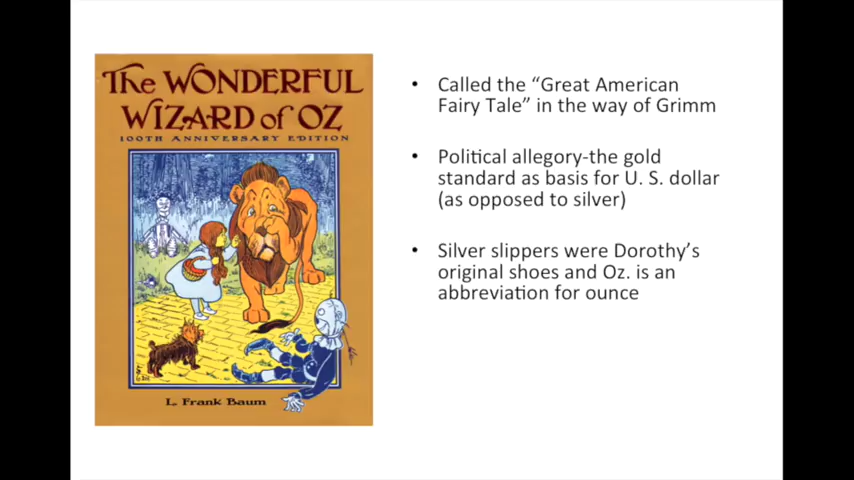 The WONDERFUL
WIZARD of OZ
100TH ANNIVERSARY EDITION
L. Frank Baum
• Called the “Great American
Fairy Tale” in the way of Grimm
• Political allegory-the gold
standard as basis for U. S. dollar
(as opposed to silver)
• Silver slippers were Dorothy’s
original shoes and Oz. is an
abbreviation for ounce